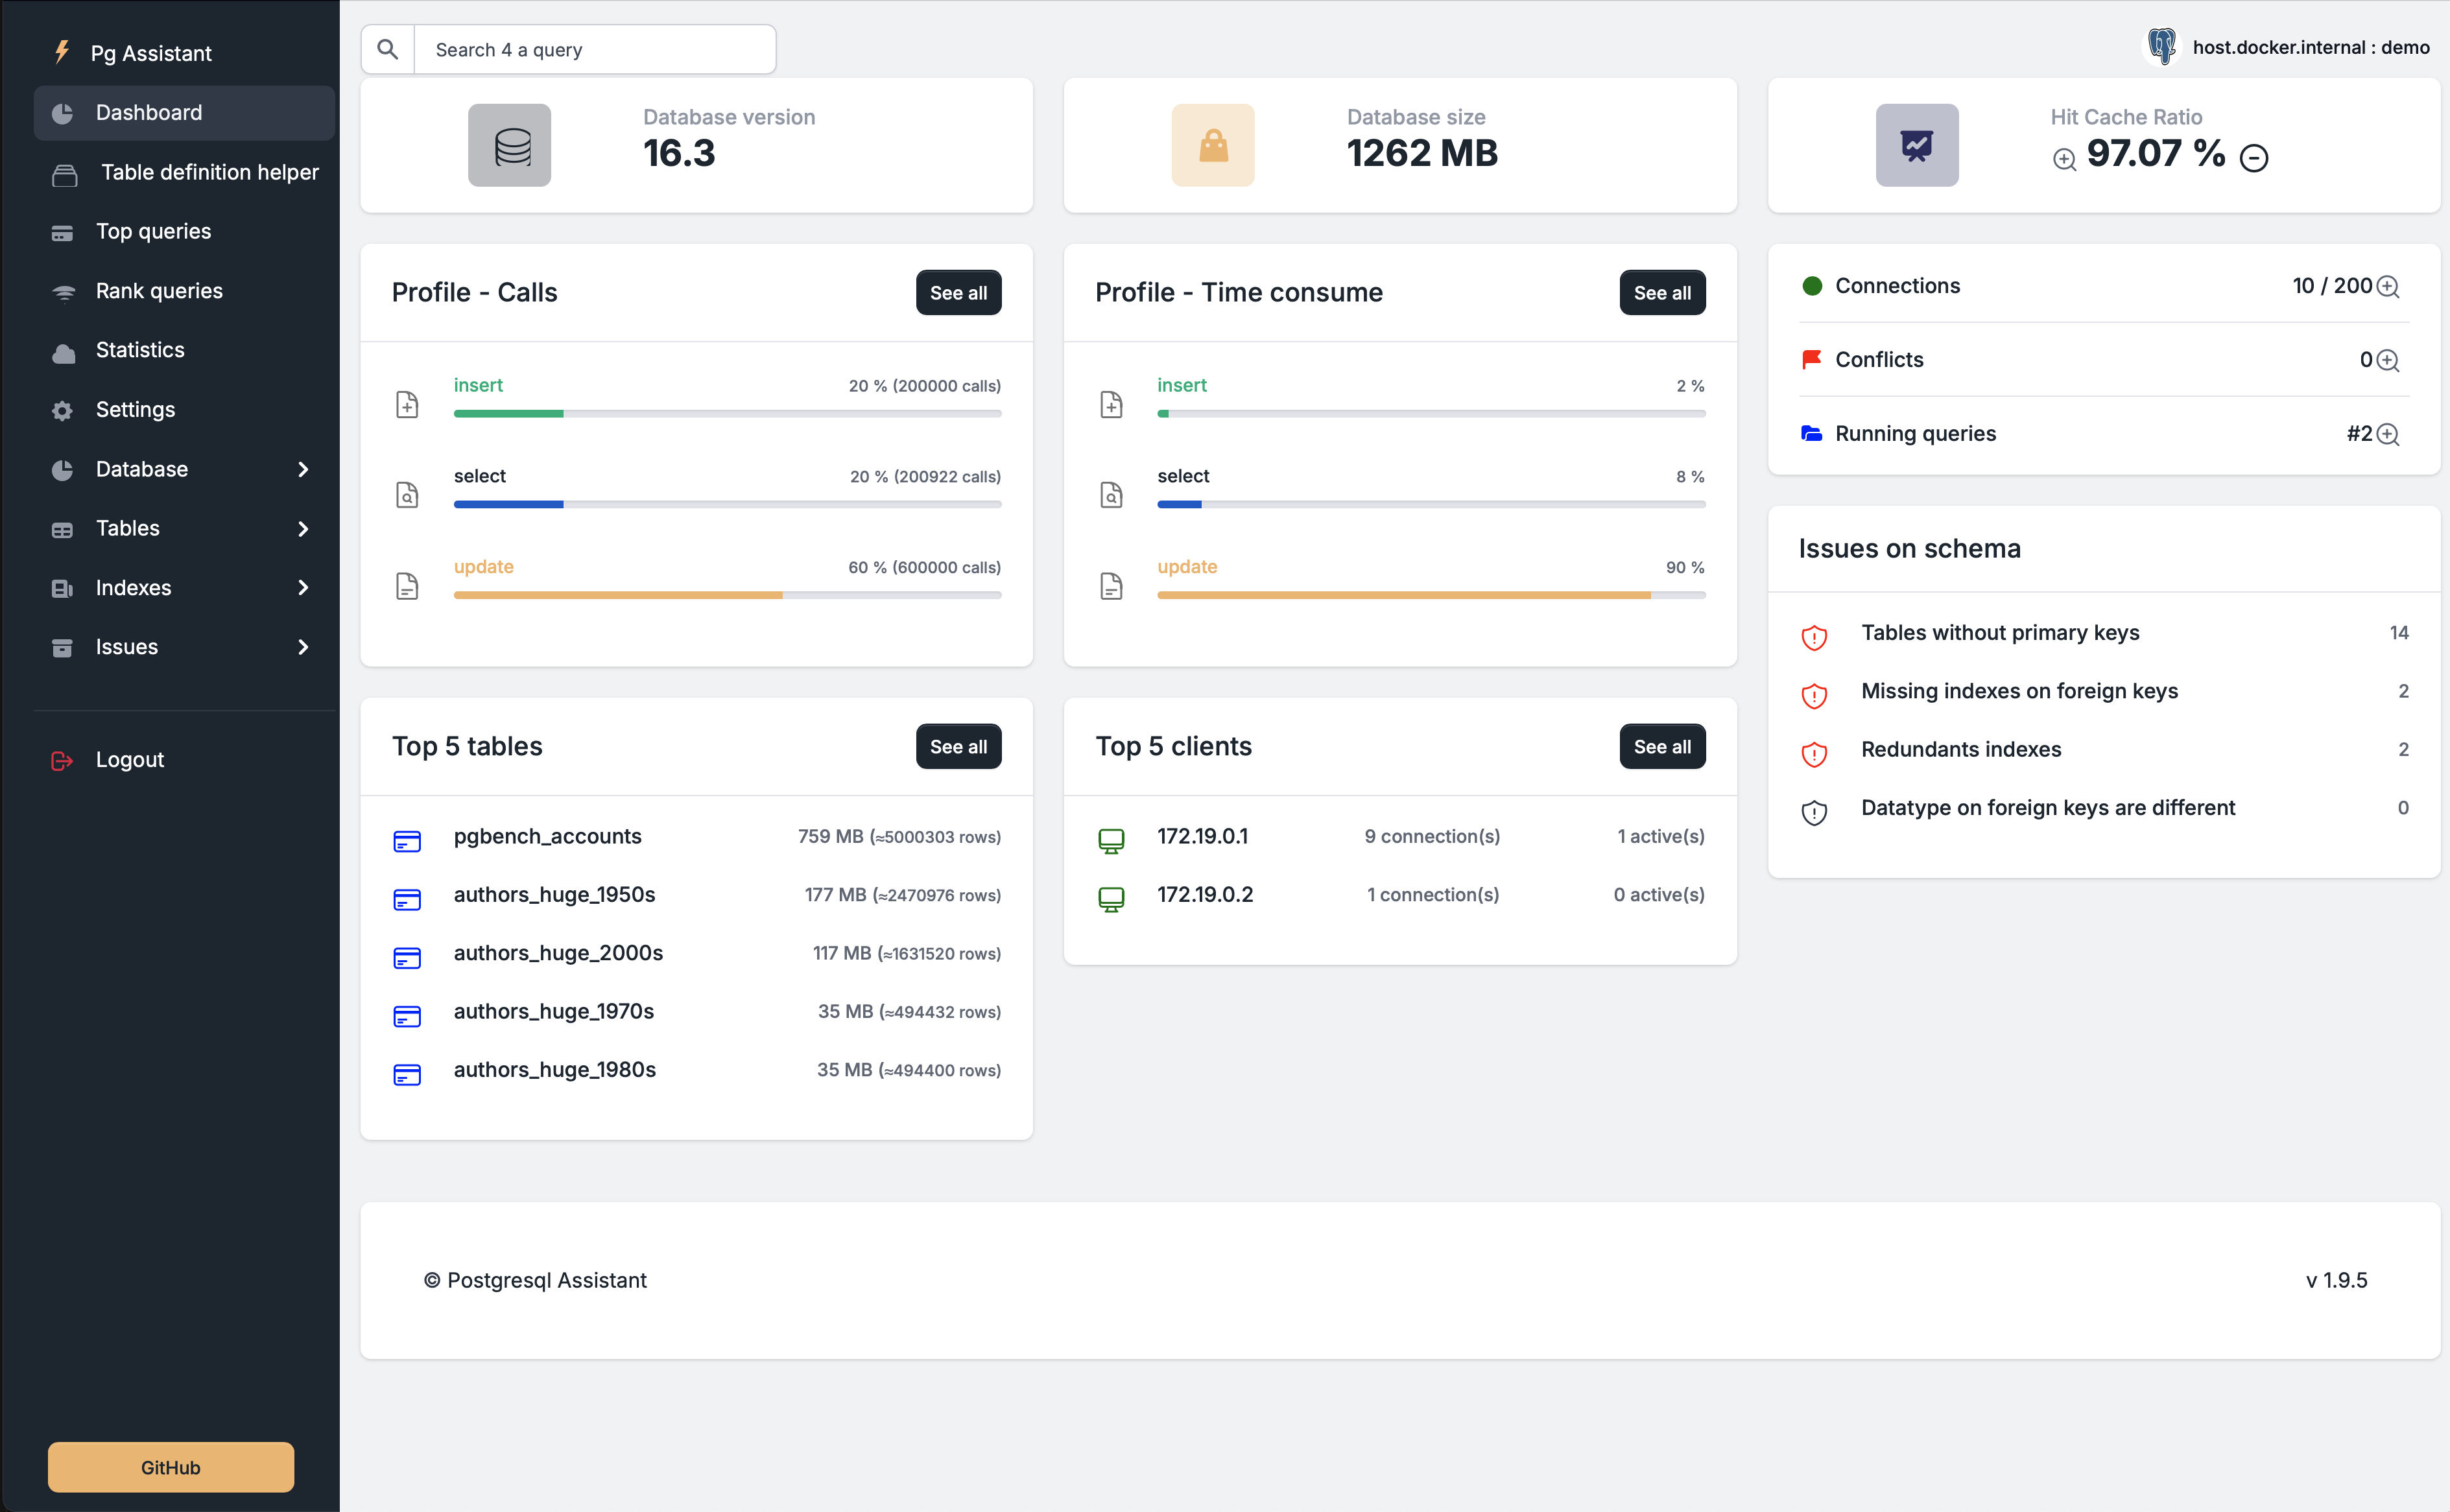 Pg Assistant
Dashboard
Table definition helper
Top queries
Rank queries
Statistics
Settings
Database
Tables
Indexes
Issues
Logout
GitHub
Search 4 a query
host.docker.internal : demo
Database version
16.3
Database size
1262 MB
Hit Cache Ratio
97.07 %
Profile - Calls
See all
insert
20 % (200000 calls)
select
20 % (200922 calls)
update
60 % (600000 calls)
Profile - Time consume
See all
insert
2 %
select
8 %
update
90 %
Connections
10 / 200
Conflicts
0
Running queries
#2
Issues on schema
Tables without primary keys
14
Missing indexes on foreign keys
2
Redundants indexes
2
Datatype on foreign keys are different
0
Top 5 tables
See all
pgbench_accounts
759 MB (≈5000303 rows)
authors_huge_1950s
177 MB (≈2470976 rows)
authors_huge_2000s
117 MB (≈1631520 rows)
authors_huge_1970s
35 MB (≈494432 rows)
authors_huge_1980s
35 MB (≈494400 rows)
Top 5 clients
See all
172.19.0.1
9 connection(s)
1 active(s)
172.19.0.2
1 connection(s)
0 active(s)
© Postgresql Assistant
v 1.9.5